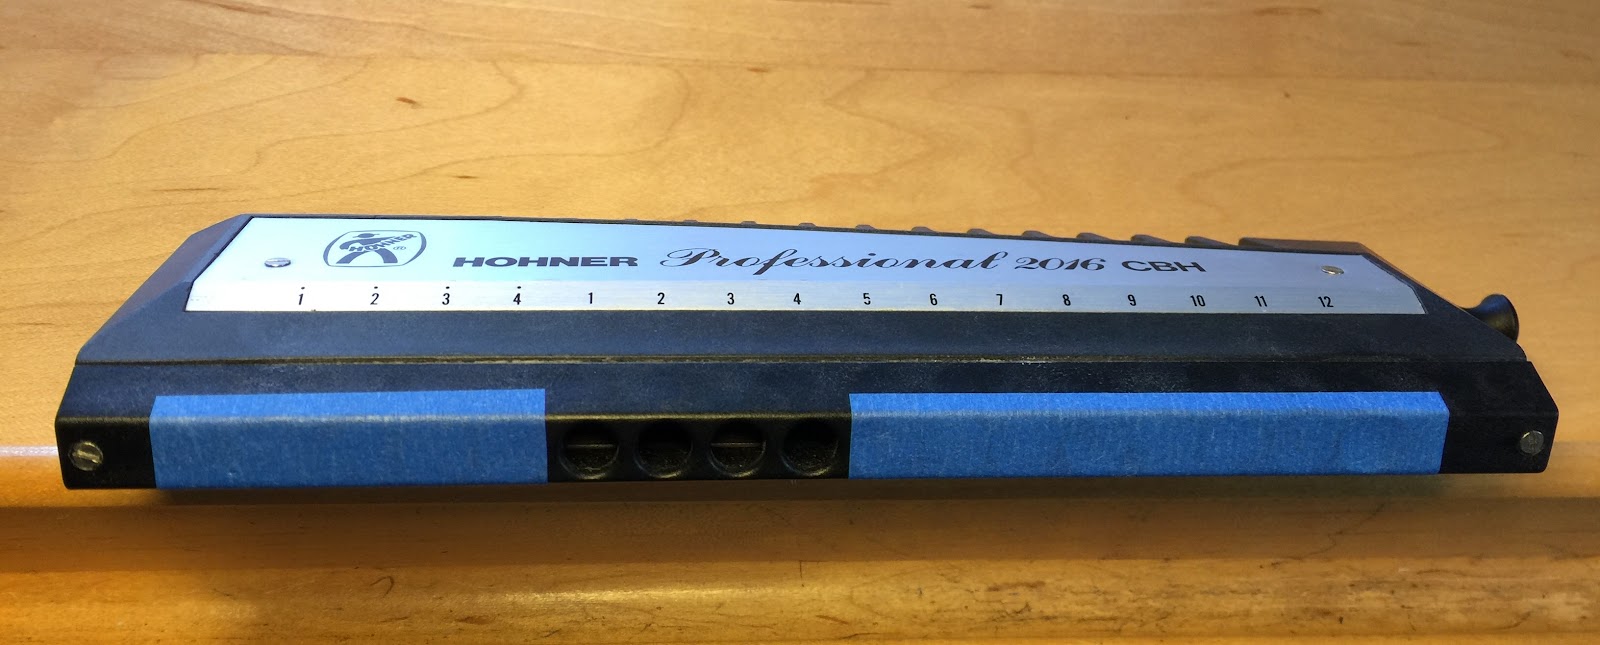 HOHNER ®
HOHNER Professional 2016 CBH
1 2 3 4 1 2 3 4 5 6 7 8 9 10 11 12